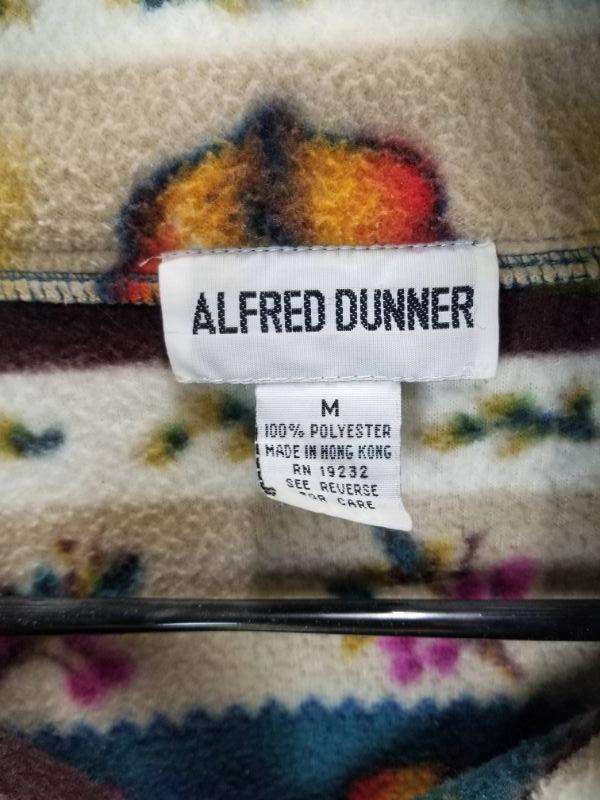 ALFRED DUNNER
M
100% POLYESTER
MADE IN HONG KONG
RN 19232
SEE REVERSE
FOR CARE